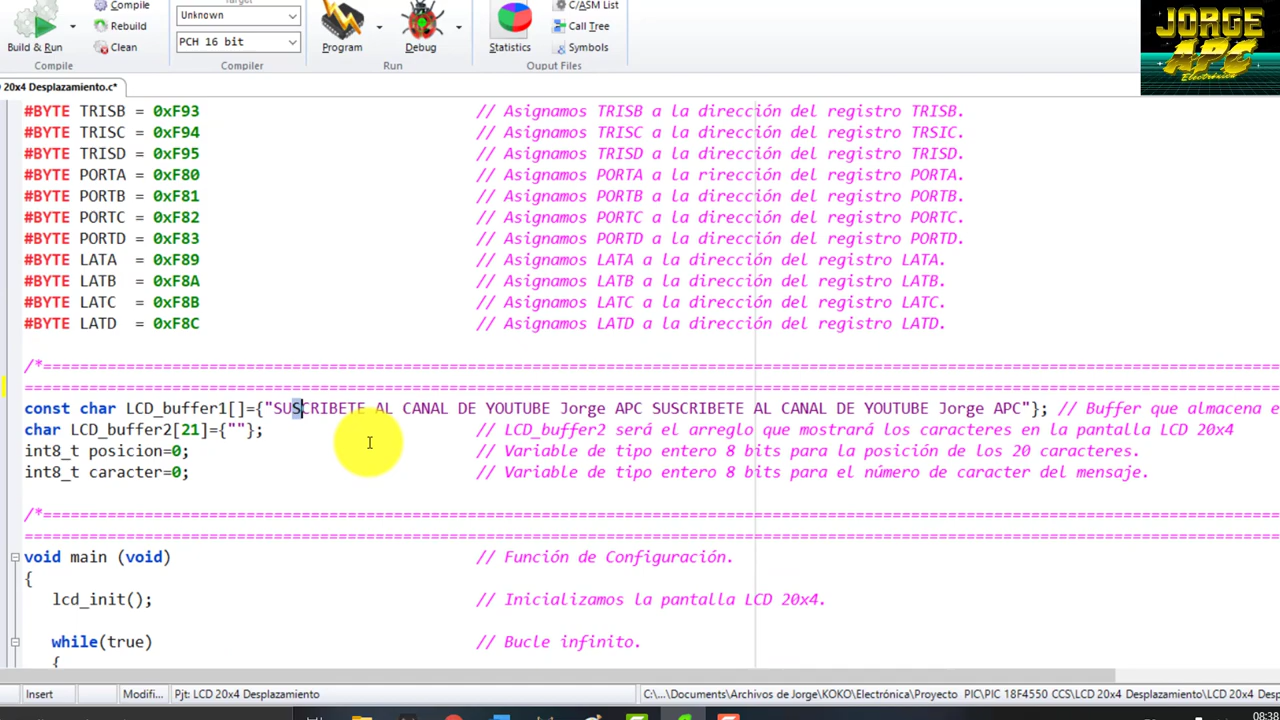 Target
Compile
Rebuild
Clean
Build & Run
Compile
Unknown
PCH 16 bit
Compiler
Program
Debug
Run
Statistics
C/ASM List
Call Tree
Symbols
Ouput Files
JORGE
APC
Electrónica
20x4 Desplazamiento.c*
#BYTE TRISB = 0xF93 // Asignamos TRISB a la dirección del registro TRISB.
#BYTE TRISC = 0xF94 // Asignamos TRISC a la dirección del registro TRSIC.
#BYTE TRISD = 0xF95 // Asignamos TRISD a la dirección del registro TRISD.
#BYTE PORTA = 0xF80 // Asignamos PORTA a la rirección del registro PORTA.
#BYTE PORTB = 0xF81 // Asignamos PORTB a la dirección del registro PORTB.
#BYTE PORTC = 0xF82 // Asignamos PORTC a la dirección del registro PORTC.
#BYTE PORTD = 0xF83 // Asignamos PORTD a la dirección del registro PORTD.
#BYTE LATA = 0xF89 // Asignamos LATA a la dirección del registro LATA.
#BYTE LATB = 0xF8A // Asignamos LATB a la dirección del registro LATB.
#BYTE LATC = 0xF8B // Asignamos LATC a la dirección del registro LATC.
#BYTE LATD = 0xF8C // Asignamos LATD a la dirección del registro LATD.
const char LCD_buffer1[]={"SUSCRIBETE AL CANAL DE YOUTUBE Jorge APC SUSCRIBETE AL CANAL DE YOUTUBE Jorge APC"}; // Buffer que almacena e
char LCD_buffer2[21]={""}; // LCD_buffer2 será el arreglo que mostrará los caracteres en la pantalla LCD 20x4
int8_t posicion=0; // Variable de tipo entero 8 bits para la posición de los 20 caracteres.
int8_t caracter=0; // Variable de tipo entero 8 bits para el número de caracter del mensaje.
void main (void) // Función de Configuración.
{
lcd_init(); // Inicializamos la pantalla LCD 20x4.
while(true) // Bucle infinito.
{
Insert Modifi... Pjt: LCD 20x4 Desplazamiento C:\...\Documents\Archivos de Jorge\KOKO\Electrónica\Proyecto PIC\PIC 18F4550 CCS\LCD 20x4 Desplazamiento\LCD 20x4 Desp
08:38